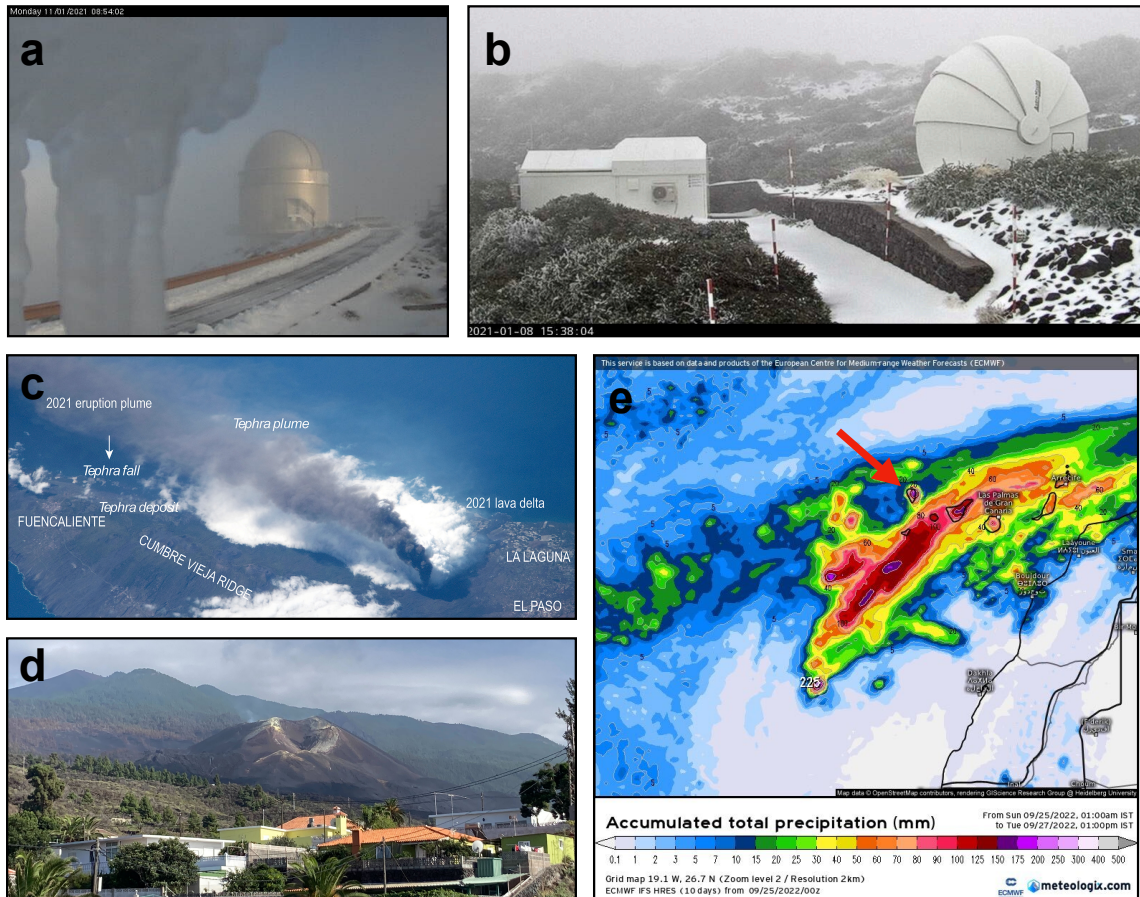 Monday 11/01/2021 08:54:02
a
b
2021-01-08 15:38:04
c
2021 eruption plume
Tephra plume
Tephra fall
Tephra deposit
2021 lava delta
FUENCALIENTE
CUMBRE VIEJA RIDGE
LA LAGUNA
EL PASO
d
This service is based on data and products of the European Centre for Medium-range Weather Forecasts (ECMWF)
e
Arrecife
Las Palmas
de Gran
Canaria
Laâyoune
Boujdour
225
Dakhla
Map data © OpenStreetMap contributors, rendering GIScience Research Group @ Heidelberg University
Accumulated total precipitation (mm)
From Sun 09/25/2022, 01:00am IST
to Tue 09/27/2022, 01:00pm IST
0.1 1 2 3 5 7 10 15 20 25 30 40 50 60 70 80 90 100 125 150 175 200 250 300 400 500
Grid map 19.1 W, 26.7 N (Zoom level 2 / Resolution 2km)
ECMWF IFS HRES (10 days) from 09/25/2022/00z
ECMWF
meteologix.com